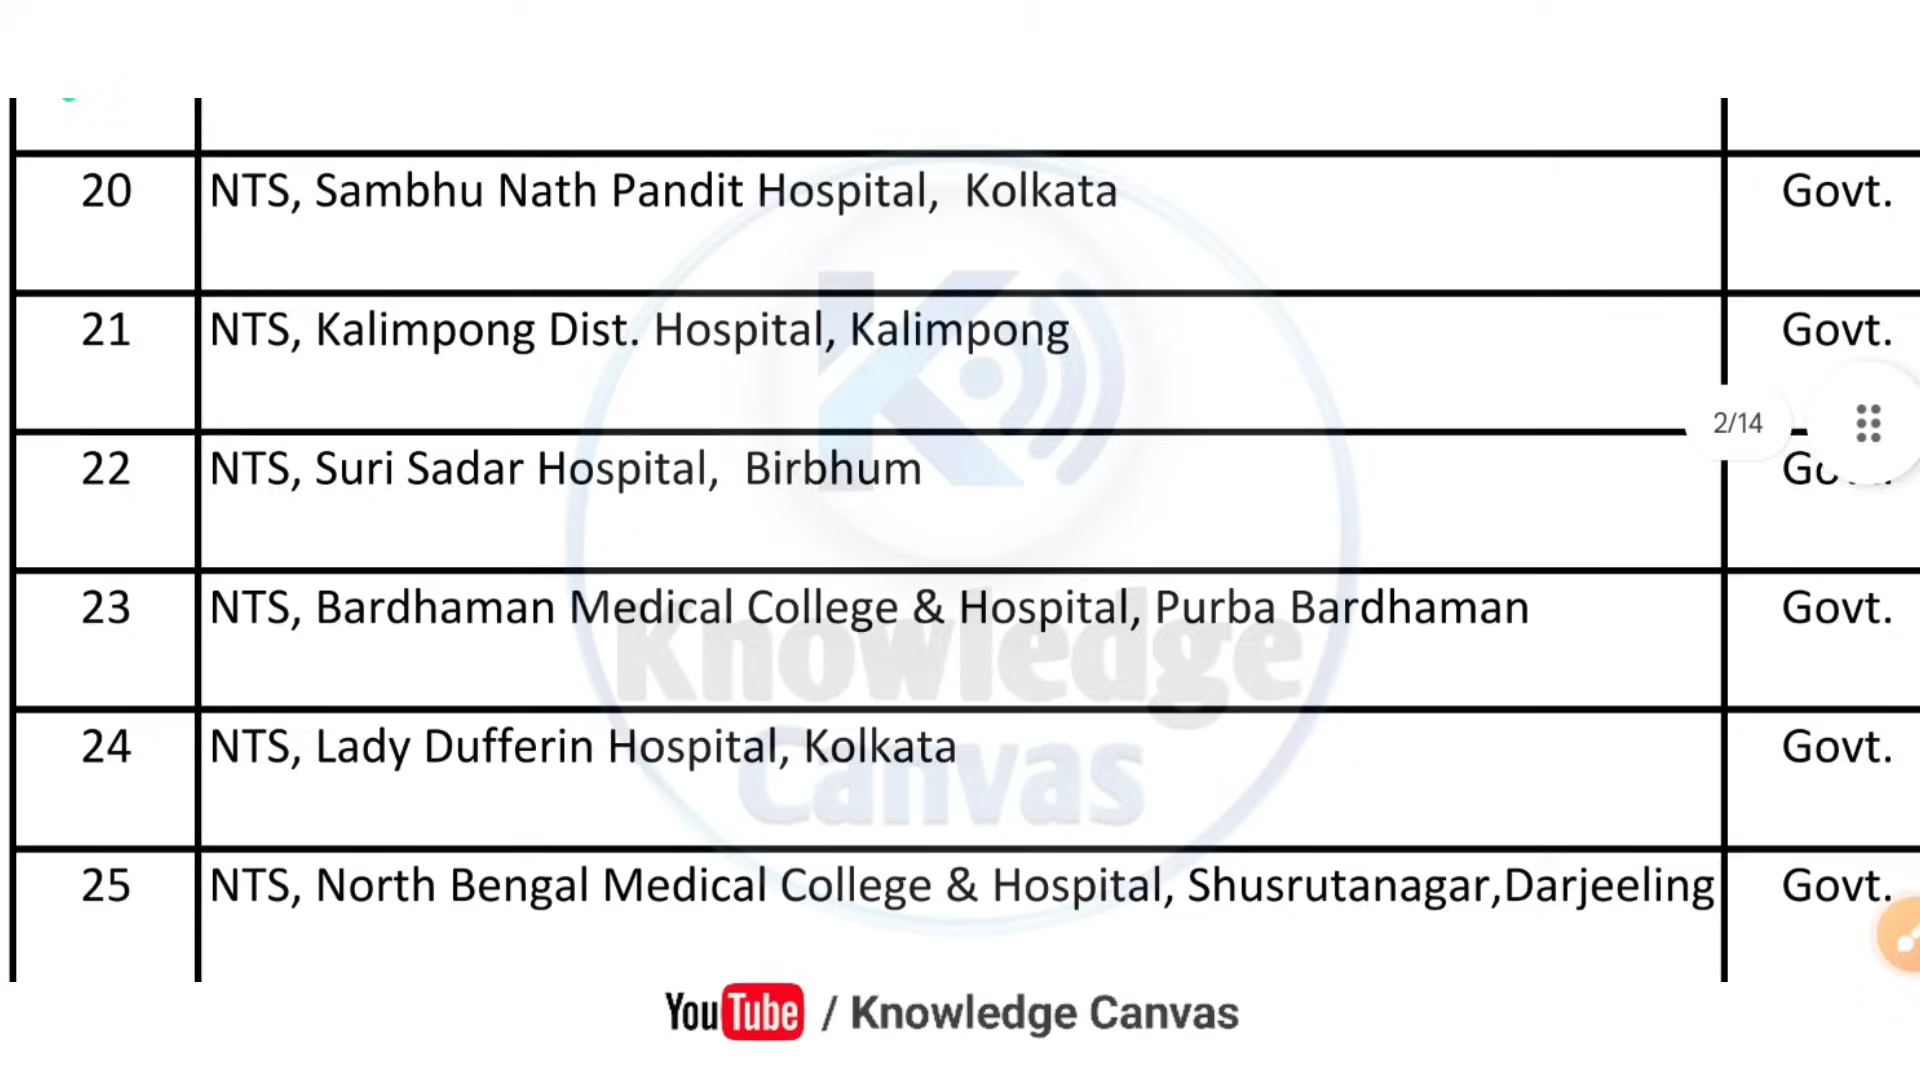 20 NTS, Sambhu Nath Pandit Hospital, Kolkata Govt.
21 NTS, Kalimpong Dist. Hospital, Kalimpong Govt.
2/14
22 NTS, Suri Sadar Hospital, Birbhum
23 NTS, Bardhaman Medical College & Hospital, Purba Bardhaman Govt.
Knowledge
24 NTS, Lady Dufferin Hospital, Kolkata Govt.
Canvas
25 NTS, North Bengal Medical College & Hospital, Shusrutanagar,Darjeeling Govt.
YouTube / Knowledge Canvas